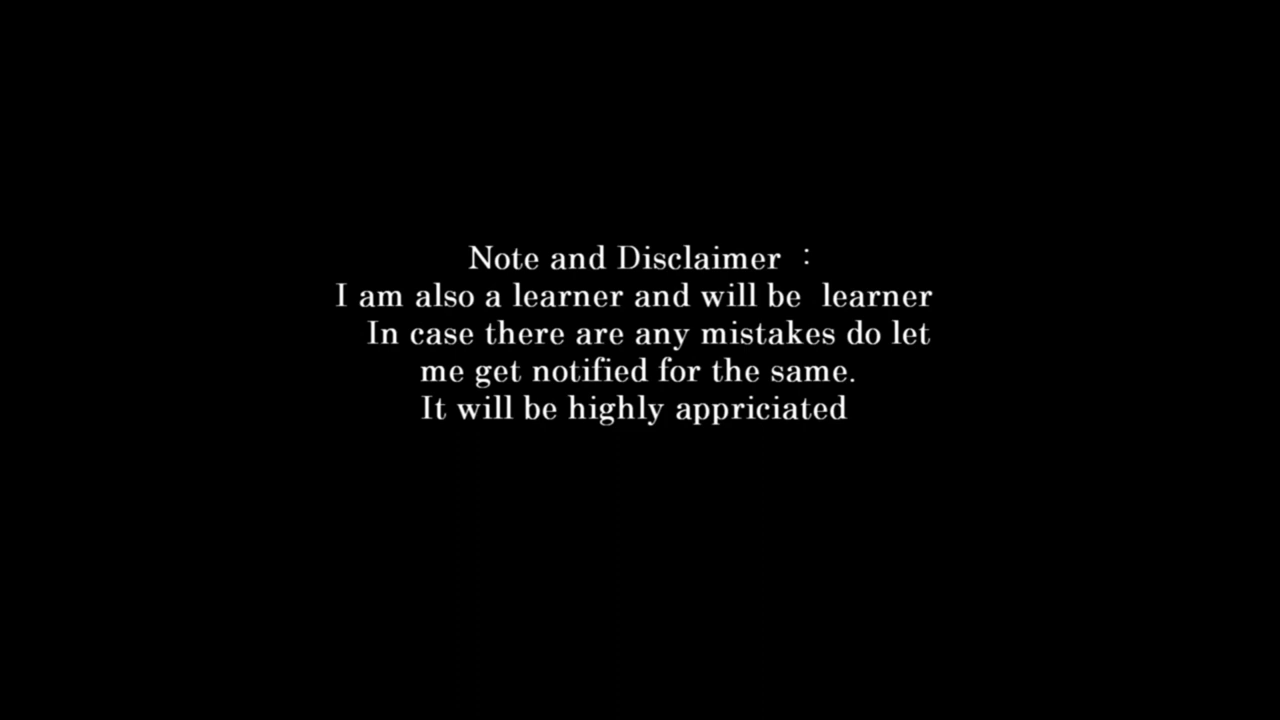 Note and Disclaimer :
I am also a learner and will be learner
In case there are any mistakes do let
me get notified for the same.
It will be highly appriciated